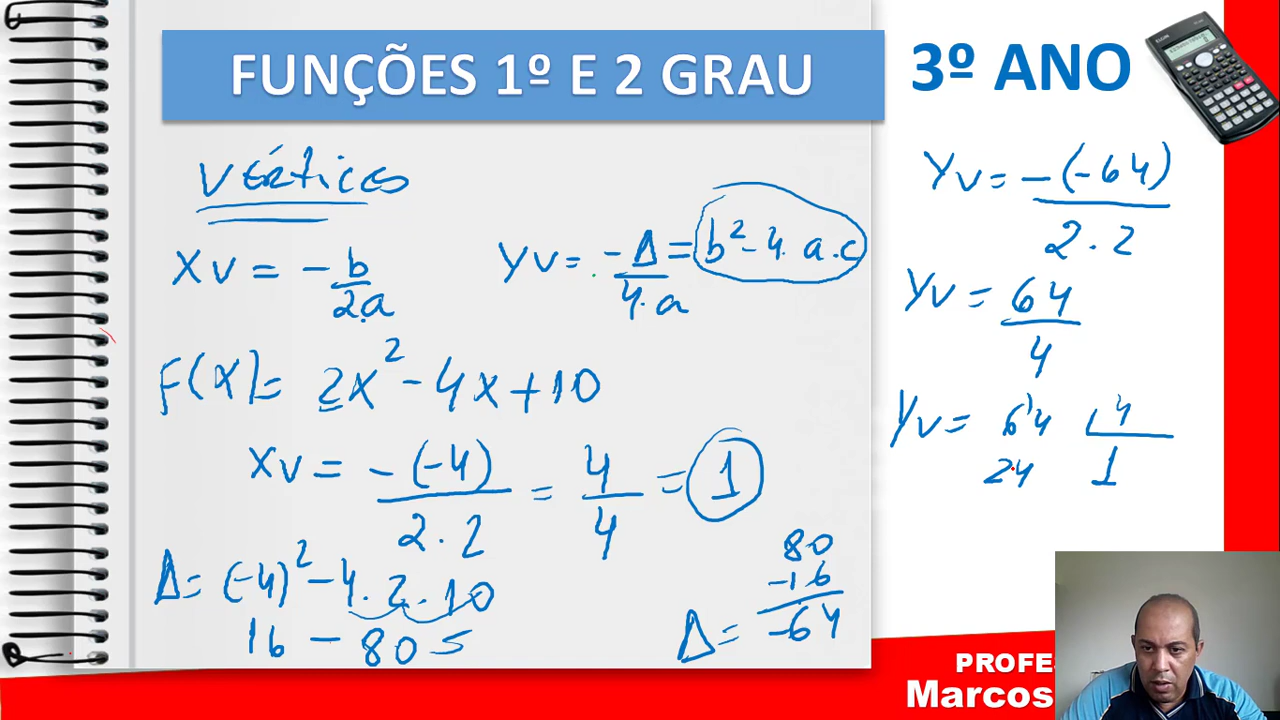 FUNÇÕES 1º E 2 GRAU
3º ANO
Vértices
Xv = -b/2a
Yv = -Δ/4.a = b² - 4.a.c
F(x) = 2x² - 4x + 10
Xv = -(-4)/2.2 = 4/4 = 1
Δ = (-4)² - 4.2.10
16 - 80 =
80
-16
Δ = -64
Yv = -(-64)/2.2
Yv = 64/4
Yv = 64 4
24 1
PROFE
Marcos